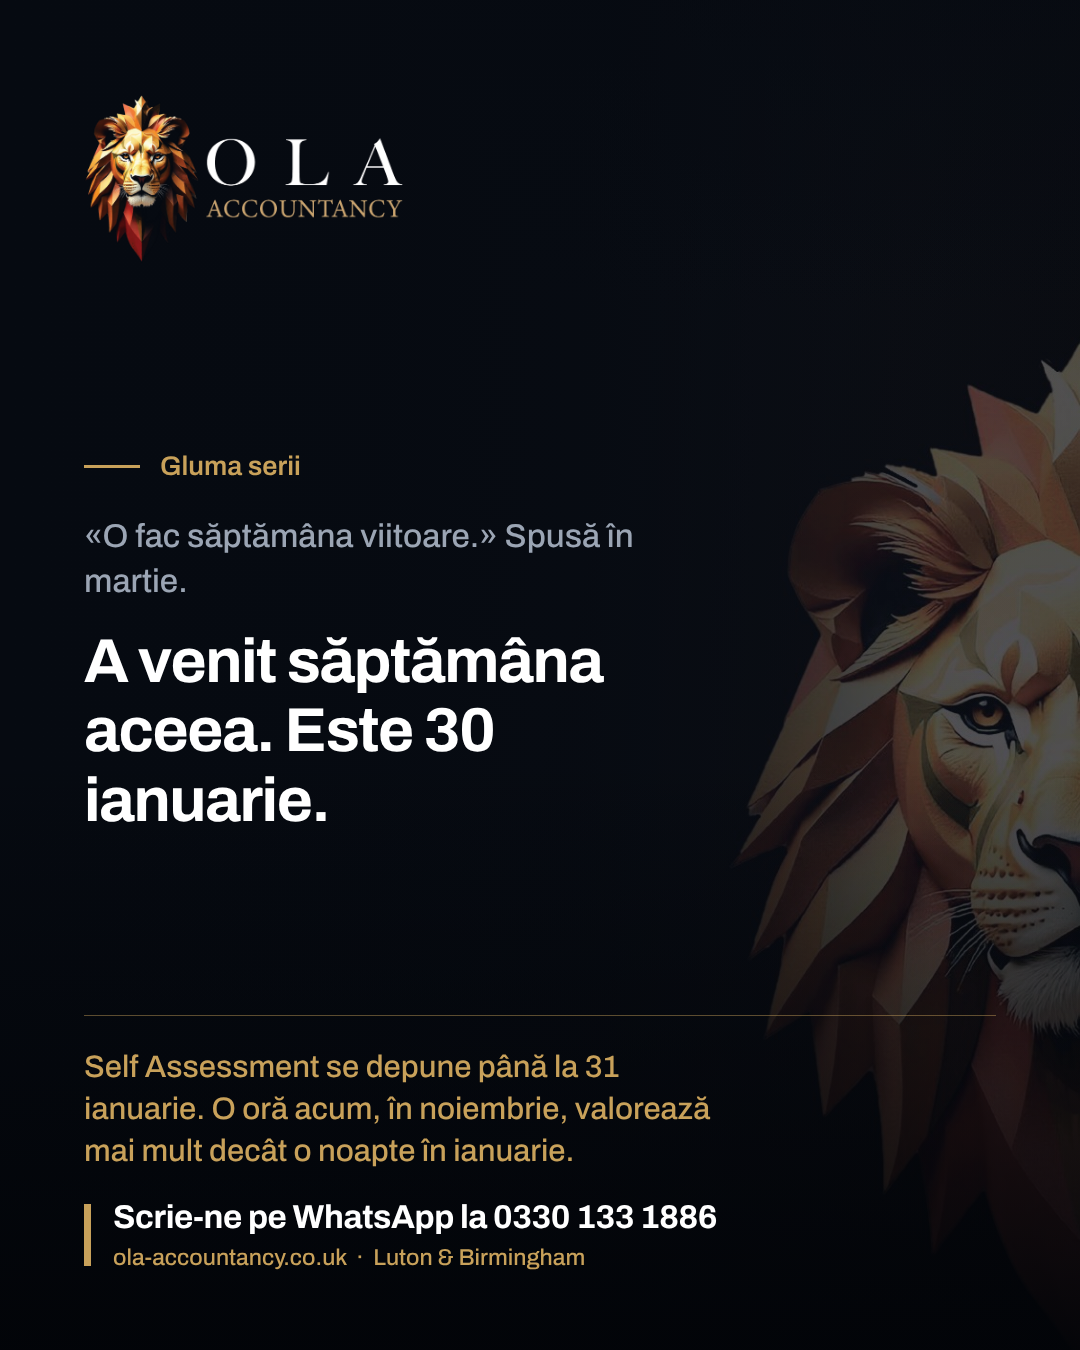 OLA
ACCOUNTANCY
Gluma serii
«O fac săptămâna viitoare.» Spusă în
martie.
A venit săptămâna
aceea. Este 30
ianuarie.
Self Assessment se depune până la 31
ianuarie. O oră acum, în noiembrie, valorează
mai mult decât o noapte în ianuarie.
Scrie-ne pe WhatsApp la 0330 133 1886
ola-accountancy.co.uk · Luton & Birmingham